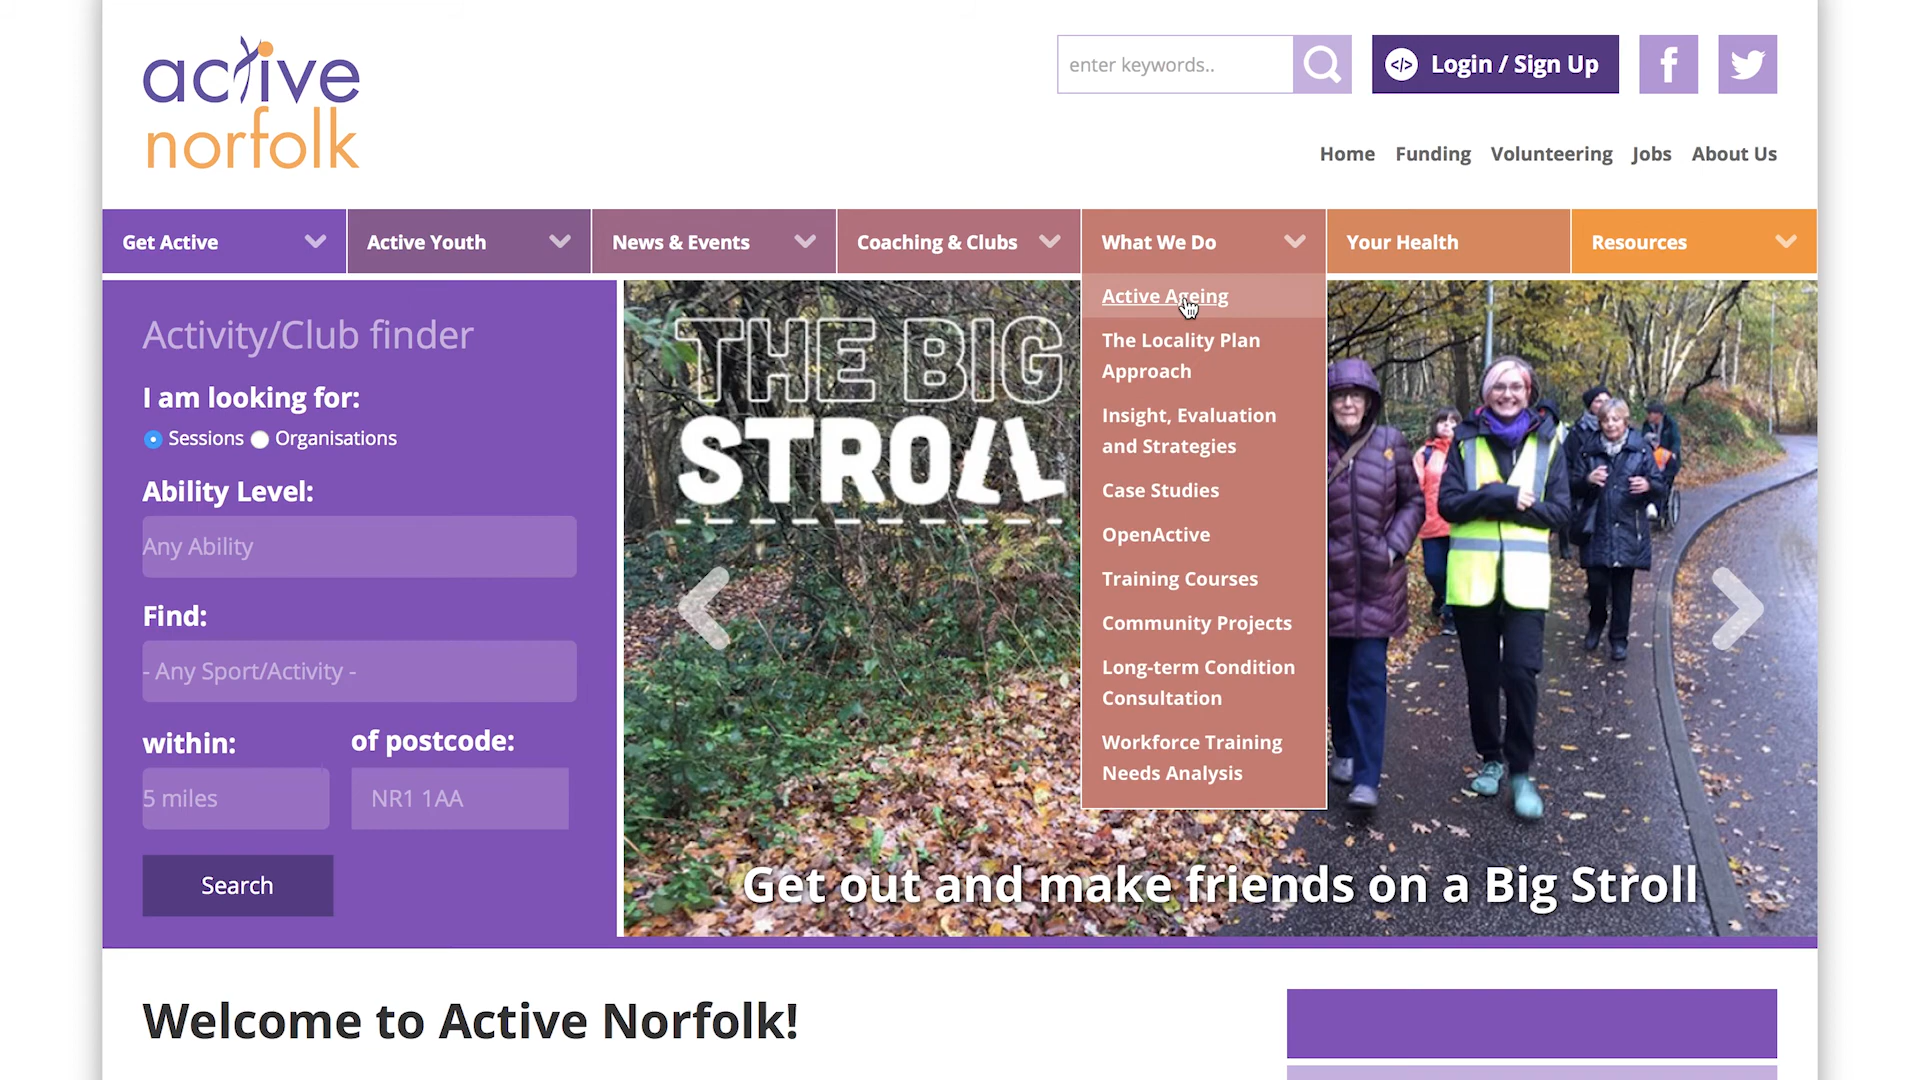 active
norfolk
enter keywords..
Login / Sign Up
Home Funding Volunteering Jobs About Us
Get Active Active Youth News & Events Coaching & Clubs What We Do Your Health Resources
Activity/Club finder
I am looking for:
Sessions Organisations
Ability Level:
Any Ability
Find:
- Any Sport/Activity -
within: of postcode:
5 miles NR1 1AA
Search
THE BIG
STROLL
Active Ageing
The Locality Plan
Approach
Insight, Evaluation
and Strategies
Case Studies
OpenActive
Training Courses
Community Projects
Long-term Condition
Consultation
Workforce Training
Needs Analysis
Get out and make friends on a Big Stroll
Welcome to Active Norfolk!